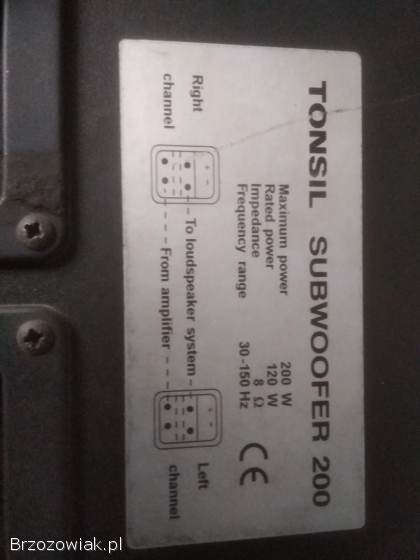 TONSIL SUBWOOFER 200
Maximum power 200 W
Rated power 120 W
Impedance 8 Ω
Frequency range 30-150 Hz
CE
Right channel
- +
To loudspeaker system
From amplifier
Left channel
- +
Brzozowiak.pl